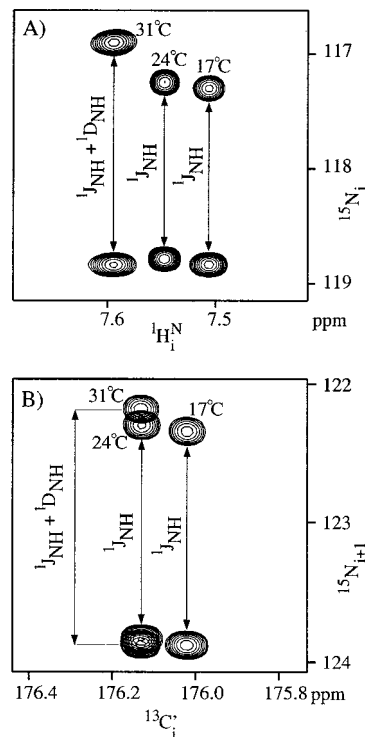 A)
31°C
24°C
17°C
117
¹J_NH + ¹D_NH
¹J_NH
¹J_NH
118
¹⁵N_i
119
7.6
7.5
ppm
¹H_i^N
B)
31°C
24°C
17°C
122
¹J_NH + ¹D_NH
¹J_NH
¹J_NH
123
¹⁵N_i+1
124
176.4
176.2
176.0
175.8
ppm
¹³C'_i